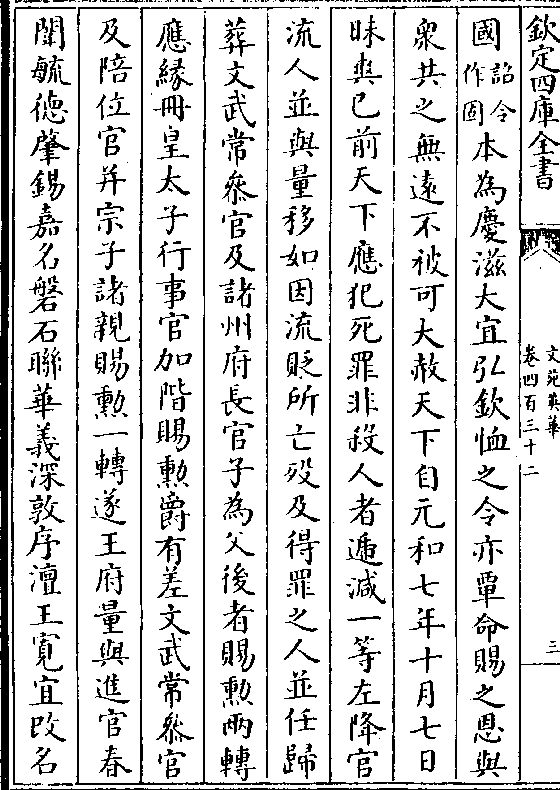 欽定四庫全書
文苑英華
卷四百三十二
三
國詔令作固本為慶滋大宜弘欽恤之令亦覃命賜之恩與
衆共之無遠不被可大赦天下自元和七年十月七日
昧爽已前天下應犯死罪非殺人者遞減一等左降官
流人並與量移如因流貶所亡歿及得罪之人並任歸
葬文武常叅官及諸州府長官子為父後者賜勲兩轉
應縁冊皇太子行事官加階賜勲爵有差文武常叅官
及陪位官并宗子諸親賜勲一轉遂王府量與進官春
闈毓德肇錫嘉名磐石聯華義深敦序澶王寛宜改名